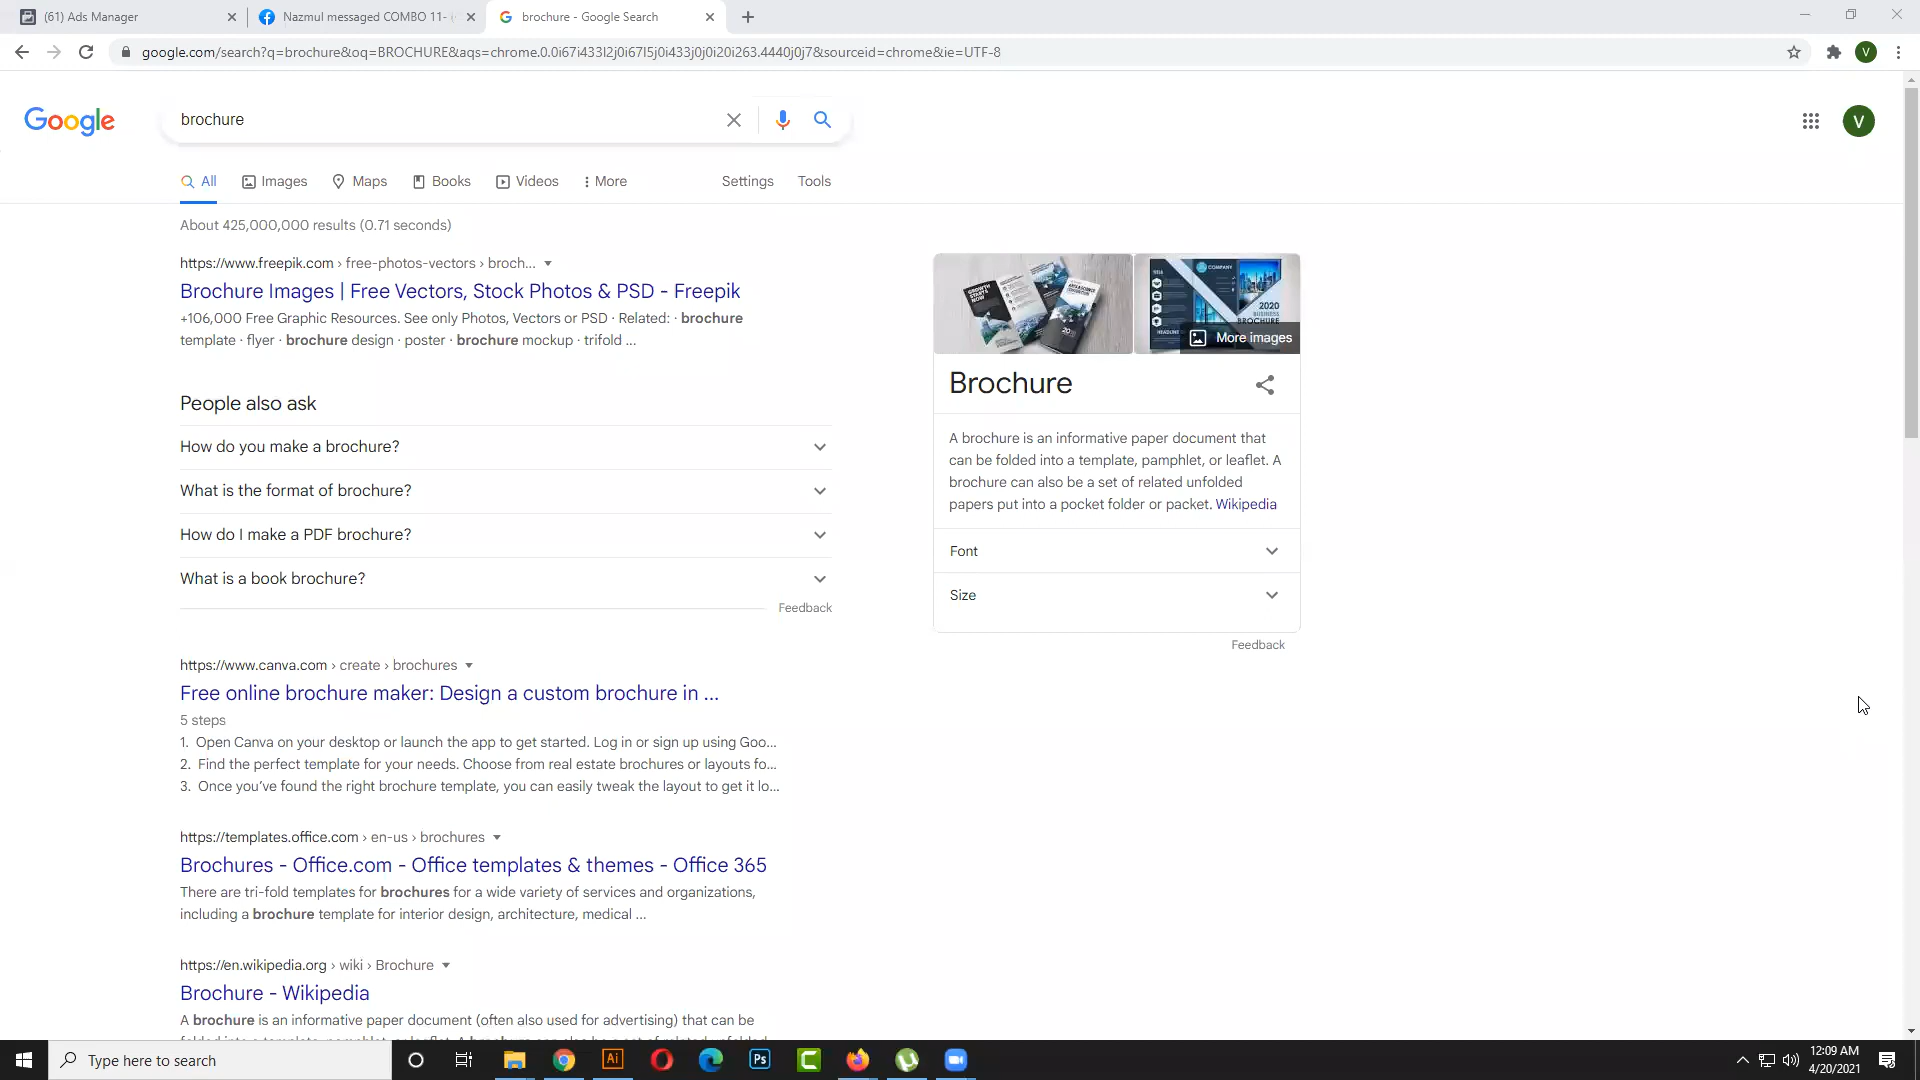 (61) Ads Manager
Nazmul messaged COMBO 11-
brochure - Google Search
google.com/search?q=brochure&oq=BROCHURE&aqs=chrome.0.0i67i433l2j0i67l5j0i433j0j0i20i263.4440j0j7&sourceid=chrome&ie=UTF-8
V
Google
brochure
V
All
Images
Maps
Books
Videos
More
Settings
Tools
About 425,000,000 results (0.71 seconds)
https://www.freepik.com › free-photos-vectors › broch...
Brochure Images | Free Vectors, Stock Photos & PSD - Freepik
+106,000 Free Graphic Resources. See only Photos, Vectors or PSD · Related: · brochure
template · flyer · brochure design · poster · brochure mockup · trifold ...
People also ask
How do you make a brochure?
What is the format of brochure?
How do I make a PDF brochure?
What is a book brochure?
Feedback
https://www.canva.com › create › brochures
Free online brochure maker: Design a custom brochure in ...
5 steps
1. Open Canva on your desktop or launch the app to get started. Log in or sign up using Goo...
2. Find the perfect template for your needs. Choose from real estate brochures or layouts fo...
3. Once you've found the right brochure template, you can easily tweak the layout to get it lo...
https://templates.office.com › en-us › brochures
Brochures - Office.com - Office templates & themes - Office 365
There are tri-fold templates for brochures for a wide variety of services and organizations,
including a brochure template for interior design, architecture, medical ...
https://en.wikipedia.org › wiki › Brochure
Brochure - Wikipedia
A brochure is an informative paper document (often also used for advertising) that can be
COMPANY
2020
BUSINESS
BROCHURE
More images
Brochure
A brochure is an informative paper document that
can be folded into a template, pamphlet, or leaflet. A
brochure can also be a set of related unfolded
papers put into a pocket folder or packet. Wikipedia
Font
Size
Feedback
Type here to search
Ai
Ps
12:09 AM
4/20/2021